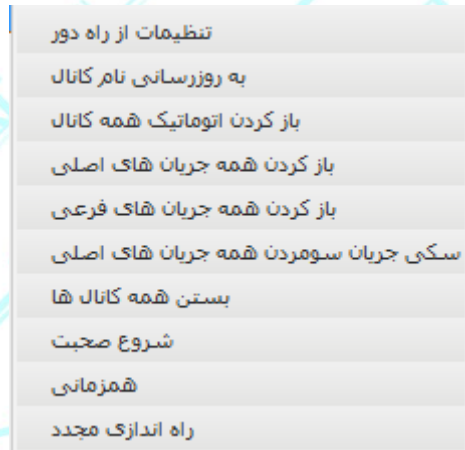 تنظیمات از راه دور
به روزرسانی نام کانال
باز کردن اتوماتیک همه کانال
باز کردن همه جریان های اصلی
باز کردن همه جریان های فرعی
سکی جریان سومردن همه جریان های اصلی
بستن همه کانال ها
شروع صحبت
همزمانی
راه اندازی مجدد